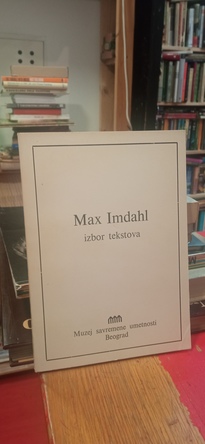 Max Imdahl
izbor tekstova
Muzej savremene umetnosti
Beograd